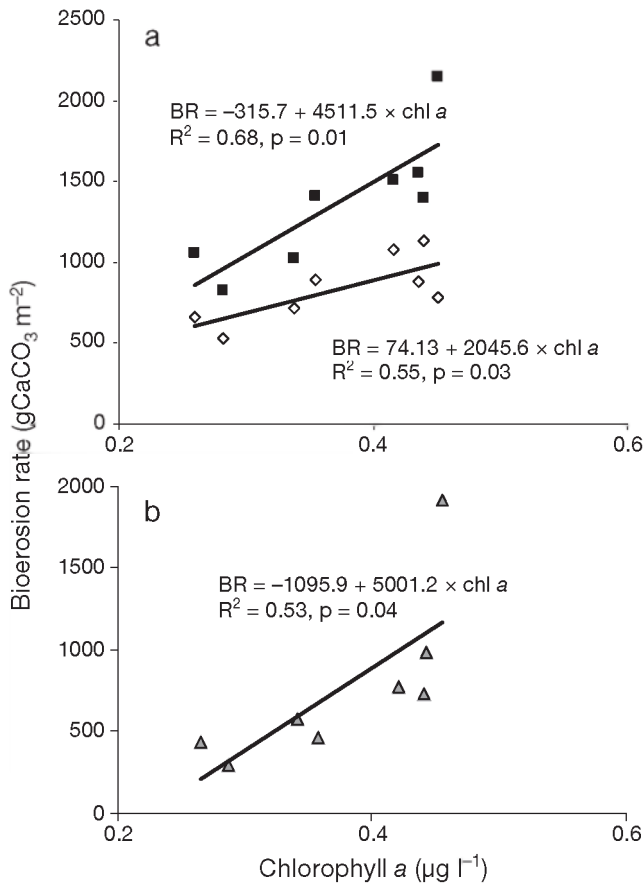 2500
a
2000
BR = –315.7 + 4511.5 × chl a
R² = 0.68, p = 0.01
1500
1000
500
BR = 74.13 + 2045.6 × chl a
R² = 0.55, p = 0.03
0
0.2 0.4 0.6
Bioerosion rate (gCaCO₃ m⁻²)
2000
b
1500
BR = –1095.9 + 5001.2 × chl a
R² = 0.53, p = 0.04
1000
500
0
0.2 0.4 0.6
Chlorophyll a (µg l⁻¹)